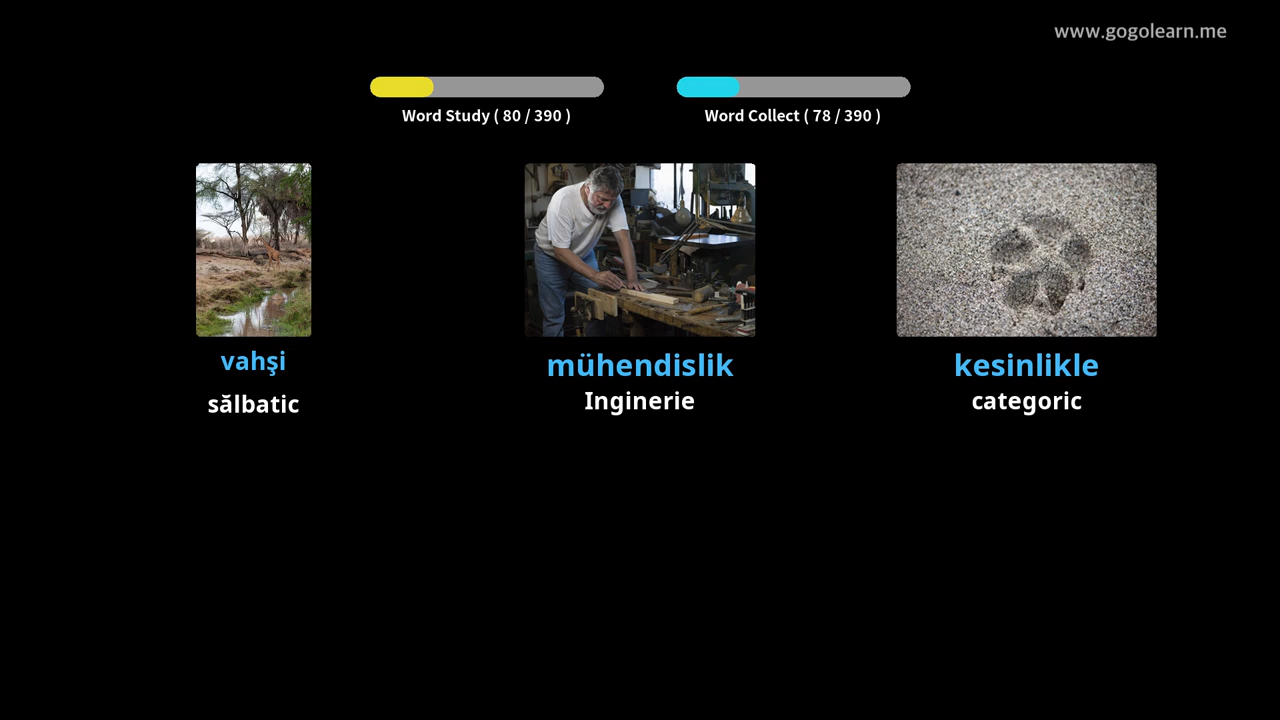 www.gogolearn.me
Word Study ( 80 / 390 )
Word Collect ( 78 / 390 )
vahşi
sălbatic
mühendislik
Inginerie
kesinlikle
categoric